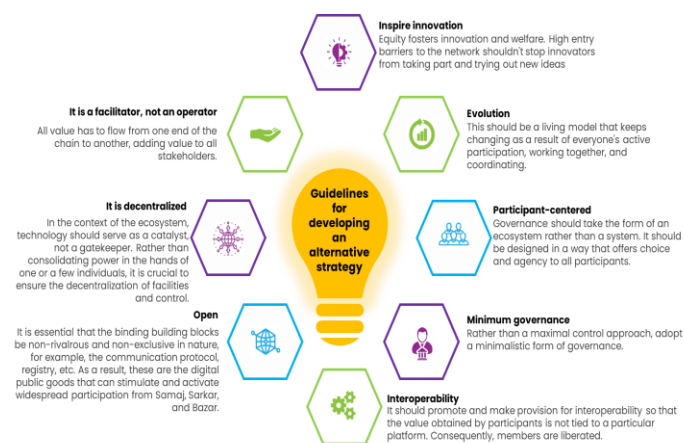 Inspire innovation
Equity fosters innovation and welfare. High entry
barriers to the network shouldn't stop innovators
from taking part and trying out new ideas
It is a facilitator, not an operator
All value has to flow from one end of the
chain to another, adding value to all
stakeholders.
Evolution
This should be a living model that keeps
changing as a result of everyone's active
participation, working together, and
coordinating.
Guidelines
for
developing
an
alternative
strategy
It is decentralized
In the context of the ecosystem,
technology should serve as a catalyst,
not a gatekeeper. Rather than
consolidating power in the hands of
one or a few individuals, it is crucial to
ensure the decentralization of facilities
and control.
Participant-centered
Governance should take the form of an
ecosystem rather than a system. It should
be designed in a way that offers choice
and agency to all participants.
Open
It is essential that the binding building blocks
be non-rivalrous and non-exclusive in nature,
for example, the communication protocol,
registry, etc. As a result, these are the digital
public goods that can stimulate and activate
widespread participation from Samaj, Sarkar,
and Bazar.
Minimum governance
Rather than a maximal control approach, adopt
a minimalistic form of governance.
Interoperability
It should promote and make provision for interoperability so that
the value obtained by participants is not tied to a particular
platform. Consequently, members are liberated.